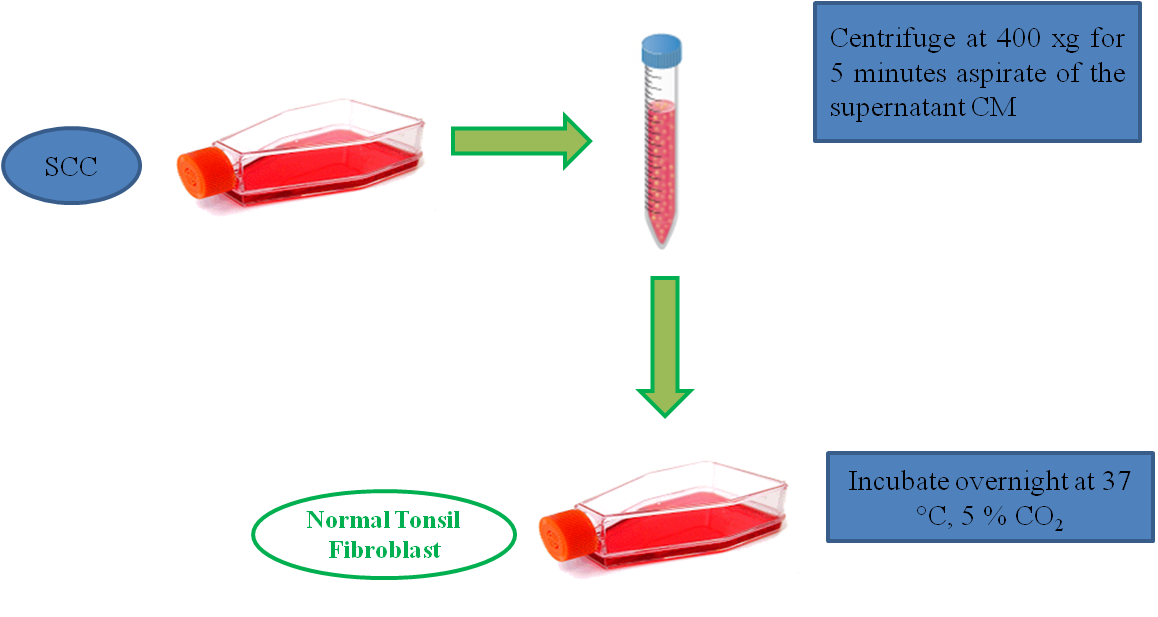 Centrifuge at 400 xg for
5 minutes aspirate of the
supernatant CM
SCC
Incubate overnight at 37
°C, 5 % CO₂
Normal Tonsil
Fibroblast